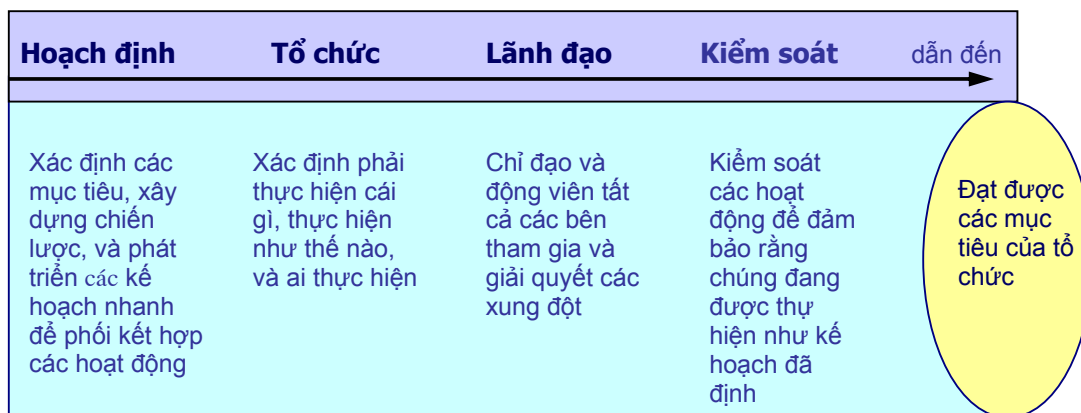 Hoạch định
Tổ chức
Lãnh đạo
Kiểm soát
dẫn đến
Xác định các
mục tiêu, xây
dựng chiến
lược, và phát
triển các kế
hoạch nhanh
để phối kết hợp
các hoạt động
Xác định phải
thực hiện cái
gì, thực hiện
như thế nào,
và ai thực hiện
Chỉ đạo và
động viên tất
cả các bên
tham gia và
giải quyết các
xung đột
Kiểm soát
các hoạt
động để đảm
bảo rằng
chúng đang
được thự
hiện như kế
hoạch đã
định
Đạt được
các mục
tiêu của tổ
chức